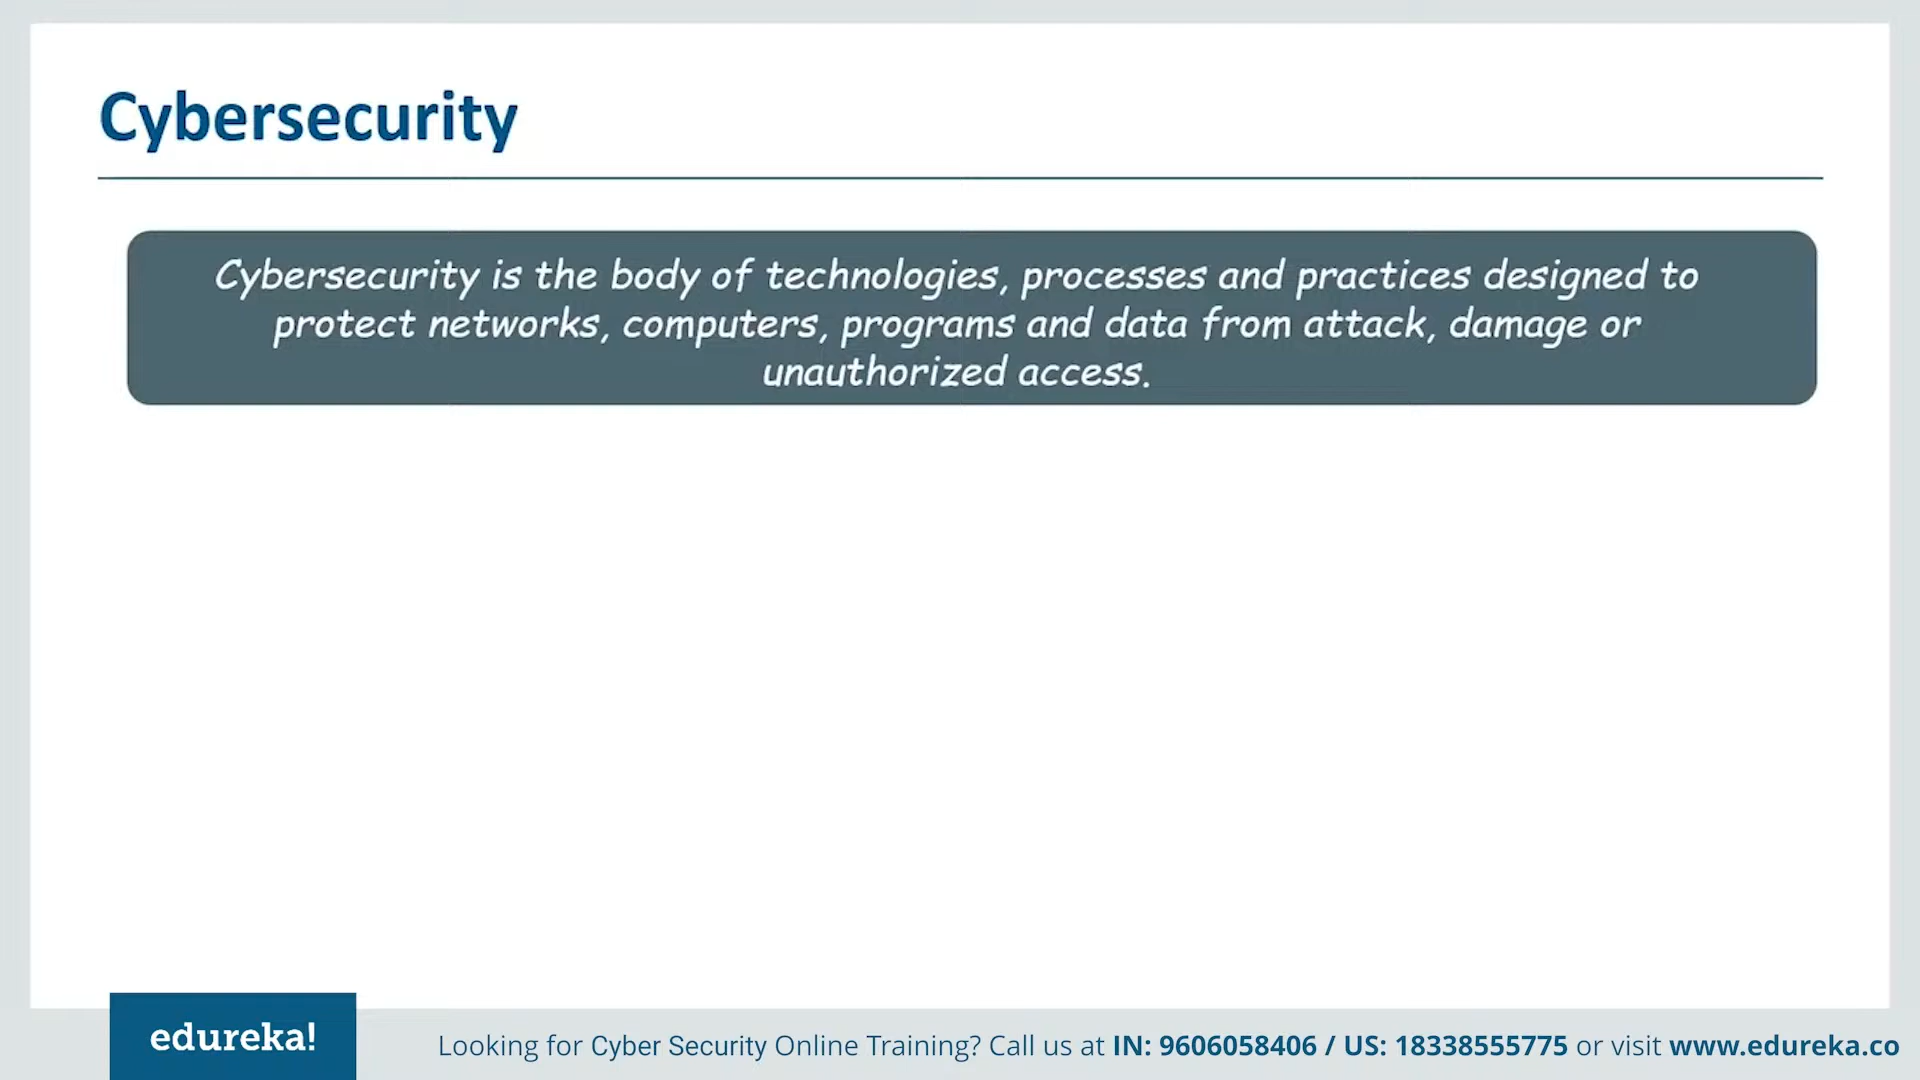 Cybersecurity
Cybersecurity is the body of technologies, processes and practices designed to
protect networks, computers, programs and data from attack, damage or
unauthorized access.
edureka!
Looking for Cyber Security Online Training? Call us at IN: 9606058406 / US: 18338555775 or visit www.edureka.co